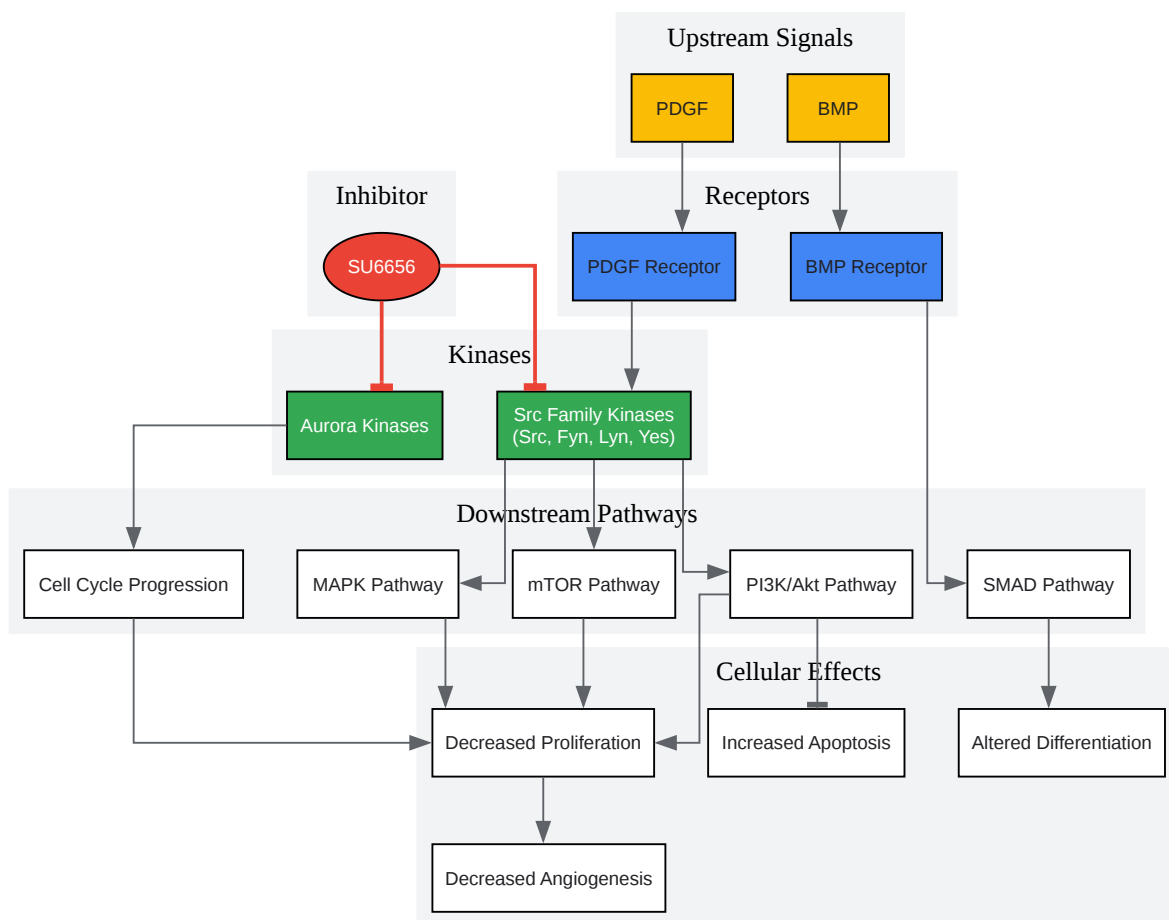 Upstream Signals
PDGF
BMP
Inhibitor
Receptors
SU6656
PDGF Receptor
BMP Receptor
Kinases
Aurora Kinases
Src Family Kinases
(Src, Fyn, Lyn, Yes)
Downstream Pathways
Cell Cycle Progression
MAPK Pathway
mTOR Pathway
PI3K/Akt Pathway
SMAD Pathway
Cellular Effects
Decreased Proliferation
Increased Apoptosis
Altered Differentiation
Decreased Angiogenesis